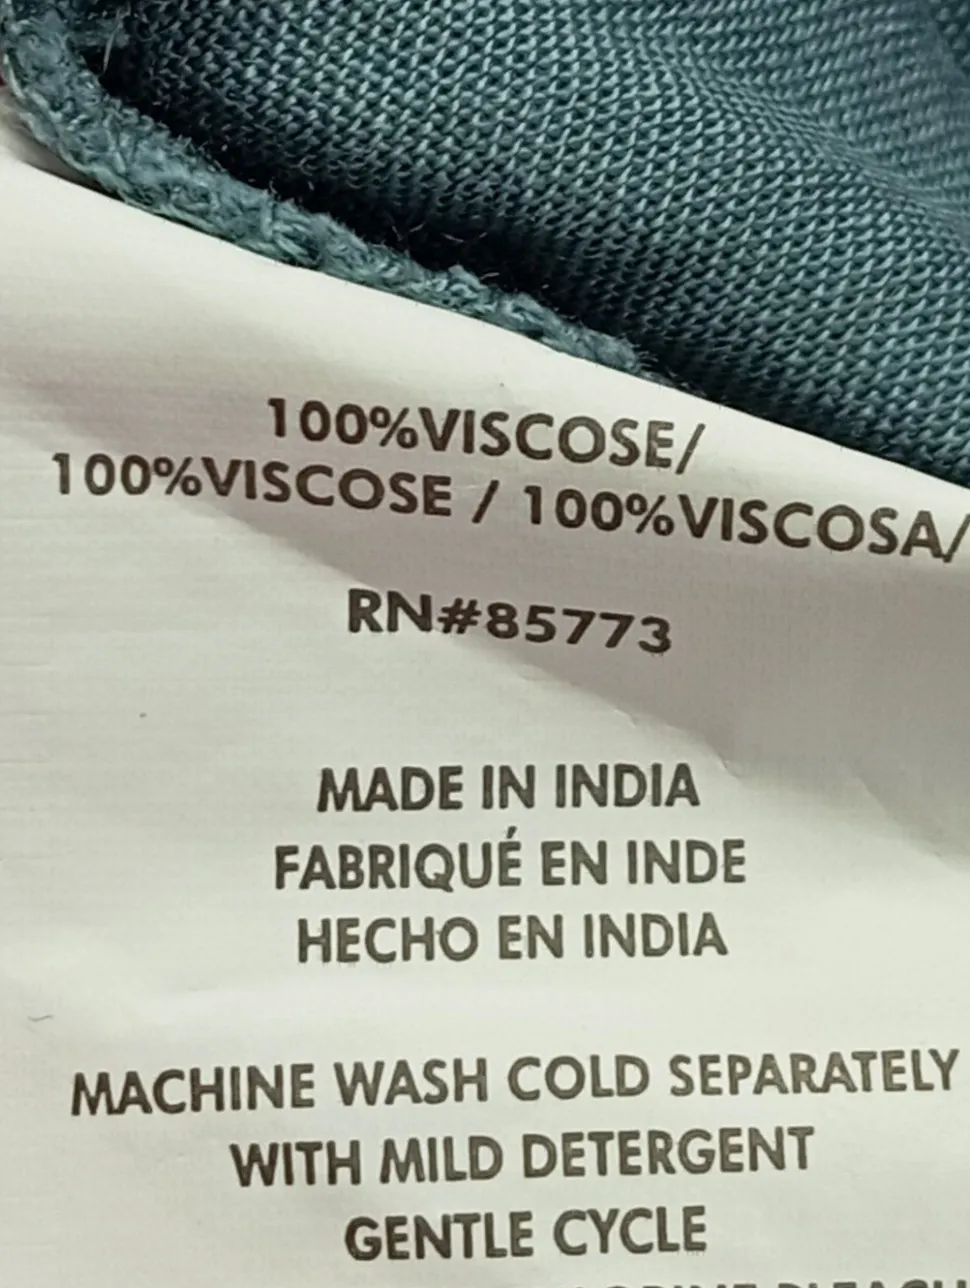 100%VISCOSE/
100%VISCOSE / 100%VISCOSA/
RN#85773
MADE IN INDIA
FABRIQUÉ EN INDE
HECHO EN INDIA
MACHINE WASH COLD SEPARATELY
WITH MILD DETERGENT
GENTLE CYCLE